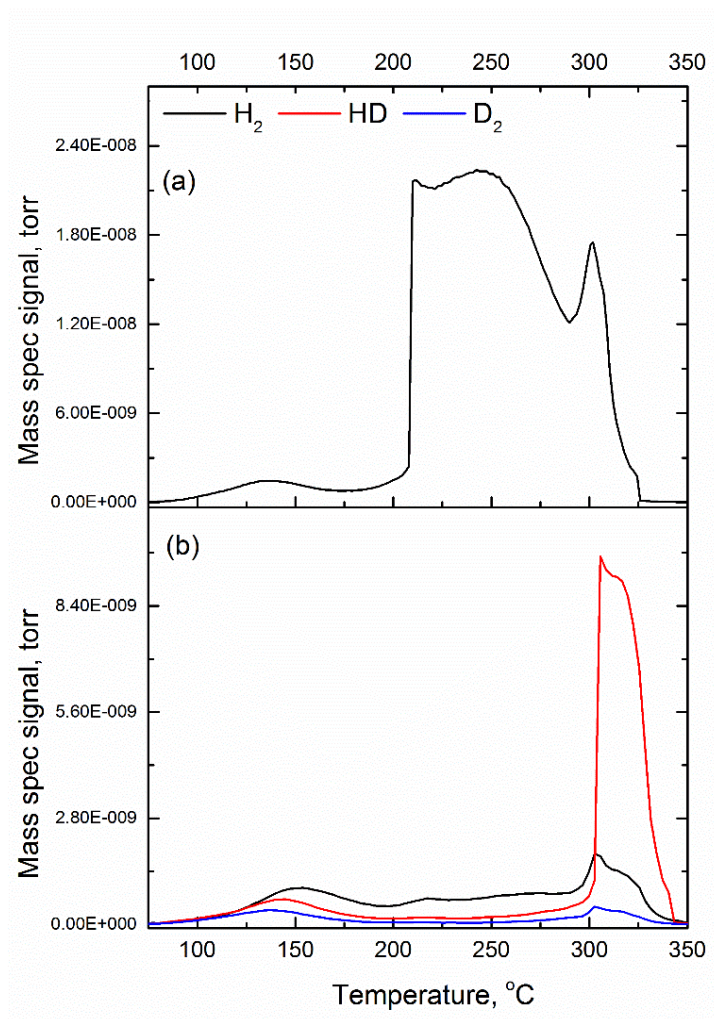 100 150 200 250 300 350
H2 HD D2
2.40E-008
(a)
1.80E-008
1.20E-008
6.00E-009
0.00E+000
Mass spec signal, torr
(b)
8.40E-009
5.60E-009
2.80E-009
0.00E+000
Mass spec signal, torr
100 150 200 250 300 350
Temperature, °C